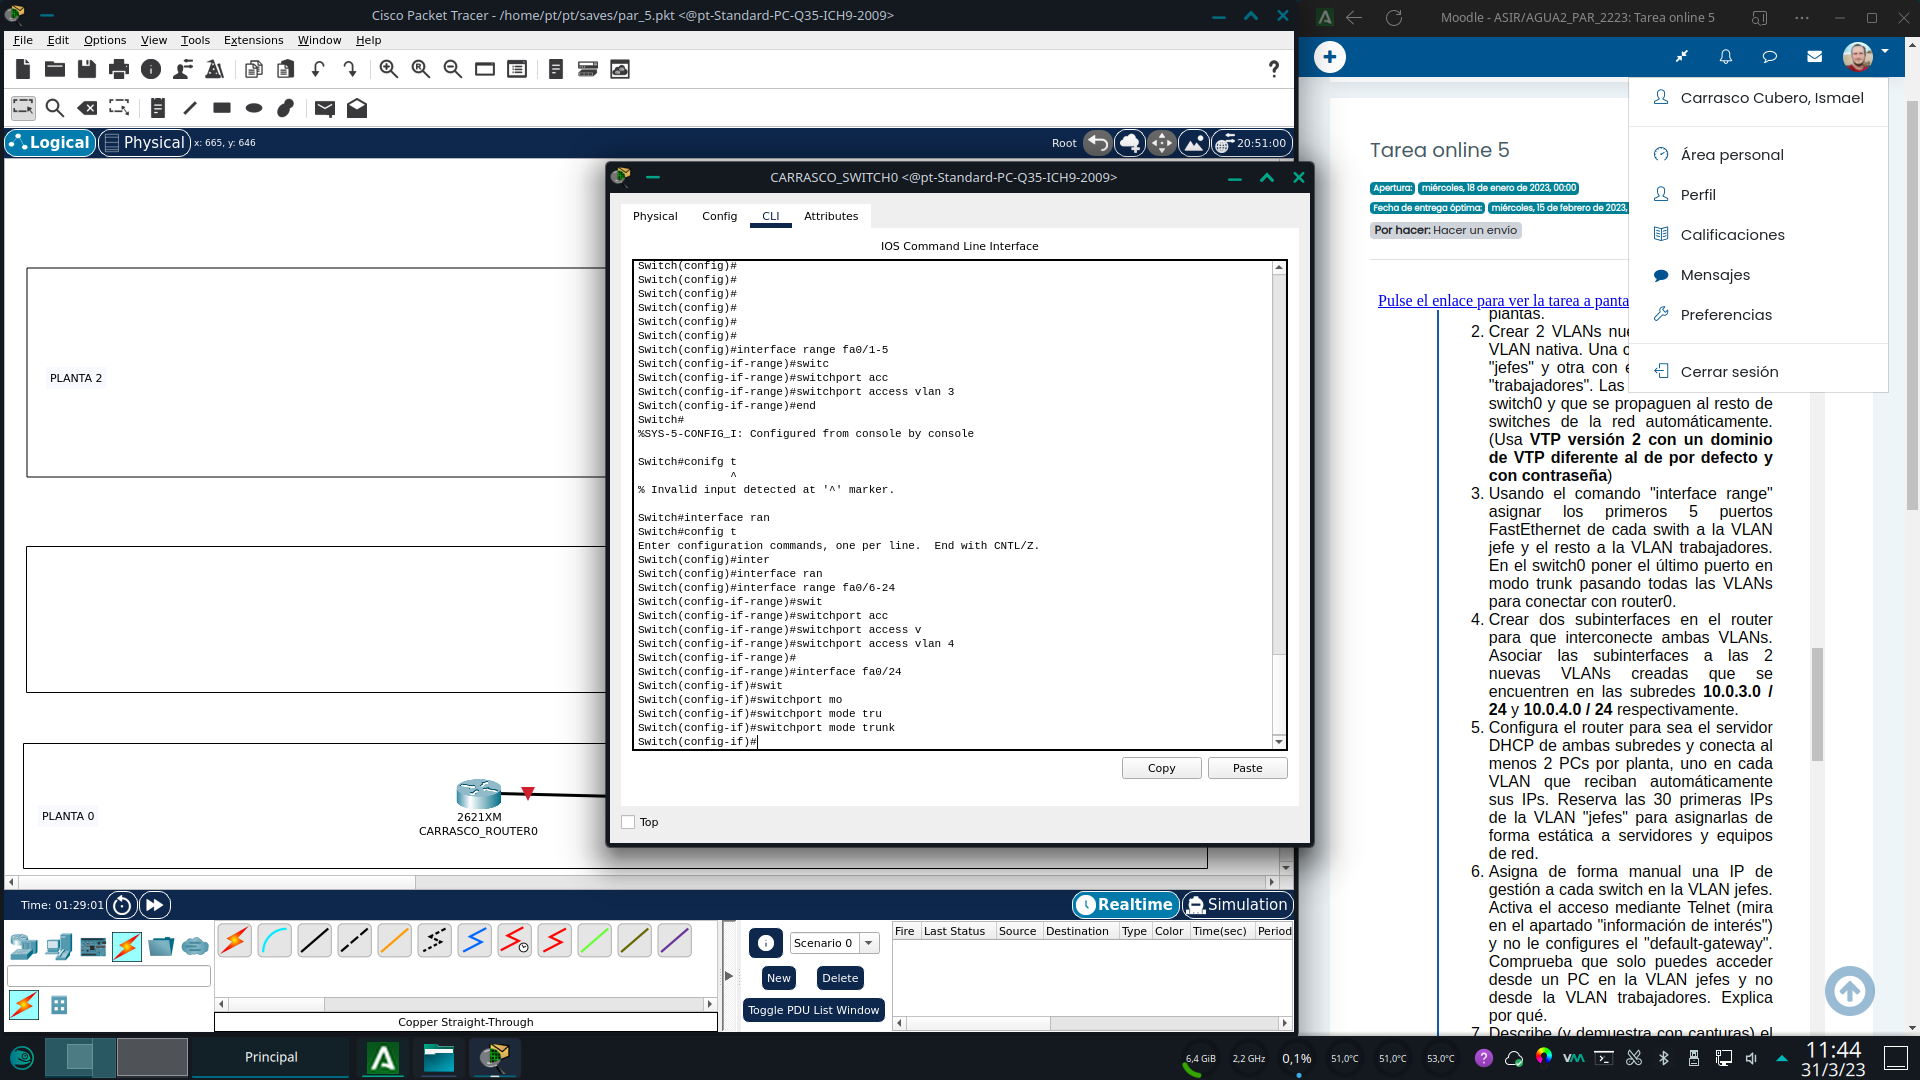 Cisco Packet Tracer - /home/pt/pt/saves/par_5.pkt <@pt-Standard-PC-Q35-ICH9-2009>
File Edit Options View Tools Extensions Window Help
?
Logical Physical x: 665, y: 646
Root 20:51:00
PLANTA 2
PLANTA 0
2621XM
CARRASCO_ROUTER0
CARRASCO_SWITCH0 <@pt-Standard-PC-Q35-ICH9-2009>
Physical Config CLI Attributes
IOS Command Line Interface
Switch(config)#
Switch(config)#
Switch(config)#
Switch(config)#
Switch(config)#
Switch(config)#
Switch(config)#interface range fa0/1-5
Switch(config-if-range)#switc
Switch(config-if-range)#switchport acc
Switch(config-if-range)#switchport access vlan 3
Switch(config-if-range)#end
Switch#
%SYS-5-CONFIG_I: Configured from console by console
Switch#conifg t
^
% Invalid input detected at '^' marker.
Switch#interface ran
Switch#config t
Enter configuration commands, one per line.  End with CNTL/Z.
Switch(config)#inter
Switch(config)#interface ran
Switch(config)#interface range fa0/6-24
Switch(config-if-range)#swit
Switch(config-if-range)#switchport acc
Switch(config-if-range)#switchport access v
Switch(config-if-range)#switchport access vlan 4
Switch(config-if-range)#
Switch(config-if-range)#interface fa0/24
Switch(config-if)#swit
Switch(config-if)#switchport mo
Switch(config-if)#switchport mode tru
Switch(config-if)#switchport mode trunk
Switch(config-if)#
Copy Paste
Top
Time: 01:29:01
Realtime Simulation
Copper Straight-Through
Scenario 0
New Delete
Toggle PDU List Window
Fire Last Status Source Destination Type Color Time(sec) Period
Moodle - ASIR/AGUA2_PAR_2223: Tarea online 5
Carrasco Cubero, Ismael
Área personal
Perfil
Calificaciones
Mensajes
Preferencias
Cerrar sesión
Tarea online 5
Apertura: miércoles, 18 de enero de 2023, 00:00
Fecha de entrega óptima: miércoles, 15 de febrero de 2023,
Por hacer: Hacer un envío
Pulse el enlace para ver la tarea a panta
plantas.
2. Crear 2 VLANs nue
VLAN nativa. Una c
"jefes" y otra con e
"trabajadores". Las
switch0 y que se propaguen al resto de
switches de la red automáticamente.
(Usa VTP versión 2 con un dominio
de VTP diferente al de por defecto y
con contraseña)
3. Usando el comando "interface range"
asignar los primeros 5 puertos
FastEthernet de cada swith a la VLAN
jefe y el resto a la VLAN trabajadores.
En el switch0 poner el último puerto en
modo trunk pasando todas las VLANs
para conectar con router0.
4. Crear dos subinterfaces en el router
para que interconecte ambas VLANs.
Asociar las subinterfaces a las 2
nuevas VLANs creadas que se
encuentren en las subredes 10.0.3.0 /
24 y 10.0.4.0 / 24 respectivamente.
5. Configura el router para sea el servidor
DHCP de ambas subredes y conecta al
menos 2 PCs por planta, uno en cada
VLAN que reciban automáticamente
sus IPs. Reserva las 30 primeras IPs
de la VLAN "jefes" para asignarlas de
forma estática a servidores y equipos
de red.
6. Asigna de forma manual una IP de
gestión a cada switch en la VLAN jefes.
Activa el acceso mediante Telnet (mira
en el apartado "información de interés")
y no le configures el "default-gateway".
Comprueba que solo puedes acceder
desde un PC en la VLAN jefes y no
desde la VLAN trabajadores. Explica
por qué.
7. Describe (y demuestra con capturas) el
Principal
6,4 GiB 2,2 GHz 0,1% 51,0°C 51,0°C 53,0°C
11:44
31/3/23